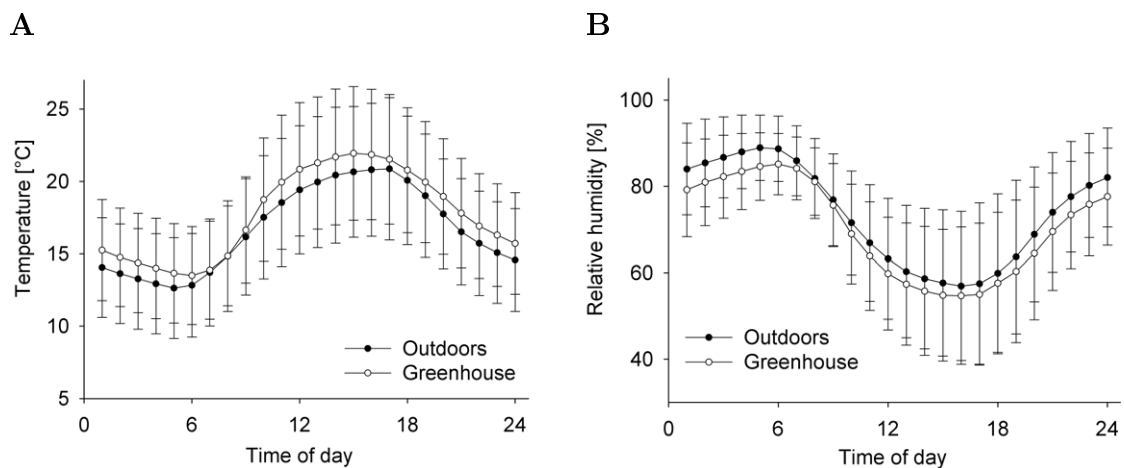 A
B
Temperature [°C]
25
20
15
10
5
0
6
12
18
24
Time of day
Outdoors
Greenhouse
Relative humidity [%]
100
80
60
40
0
6
12
18
24
Time of day
Outdoors
Greenhouse